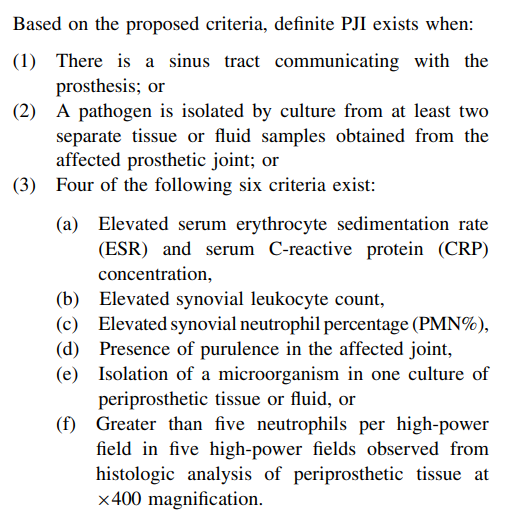 Based on the proposed criteria, definite PJI exists when:
(1) There is a sinus tract communicating with the
prosthesis; or
(2) A pathogen is isolated by culture from at least two
separate tissue or fluid samples obtained from the
affected prosthetic joint; or
(3) Four of the following six criteria exist:
(a) Elevated serum erythrocyte sedimentation rate
(ESR) and serum C-reactive protein (CRP)
concentration,
(b) Elevated synovial leukocyte count,
(c) Elevated synovial neutrophil percentage (PMN%),
(d) Presence of purulence in the affected joint,
(e) Isolation of a microorganism in one culture of
periprosthetic tissue or fluid, or
(f) Greater than five neutrophils per high-power
field in five high-power fields observed from
histologic analysis of periprosthetic tissue at
×400 magnification.